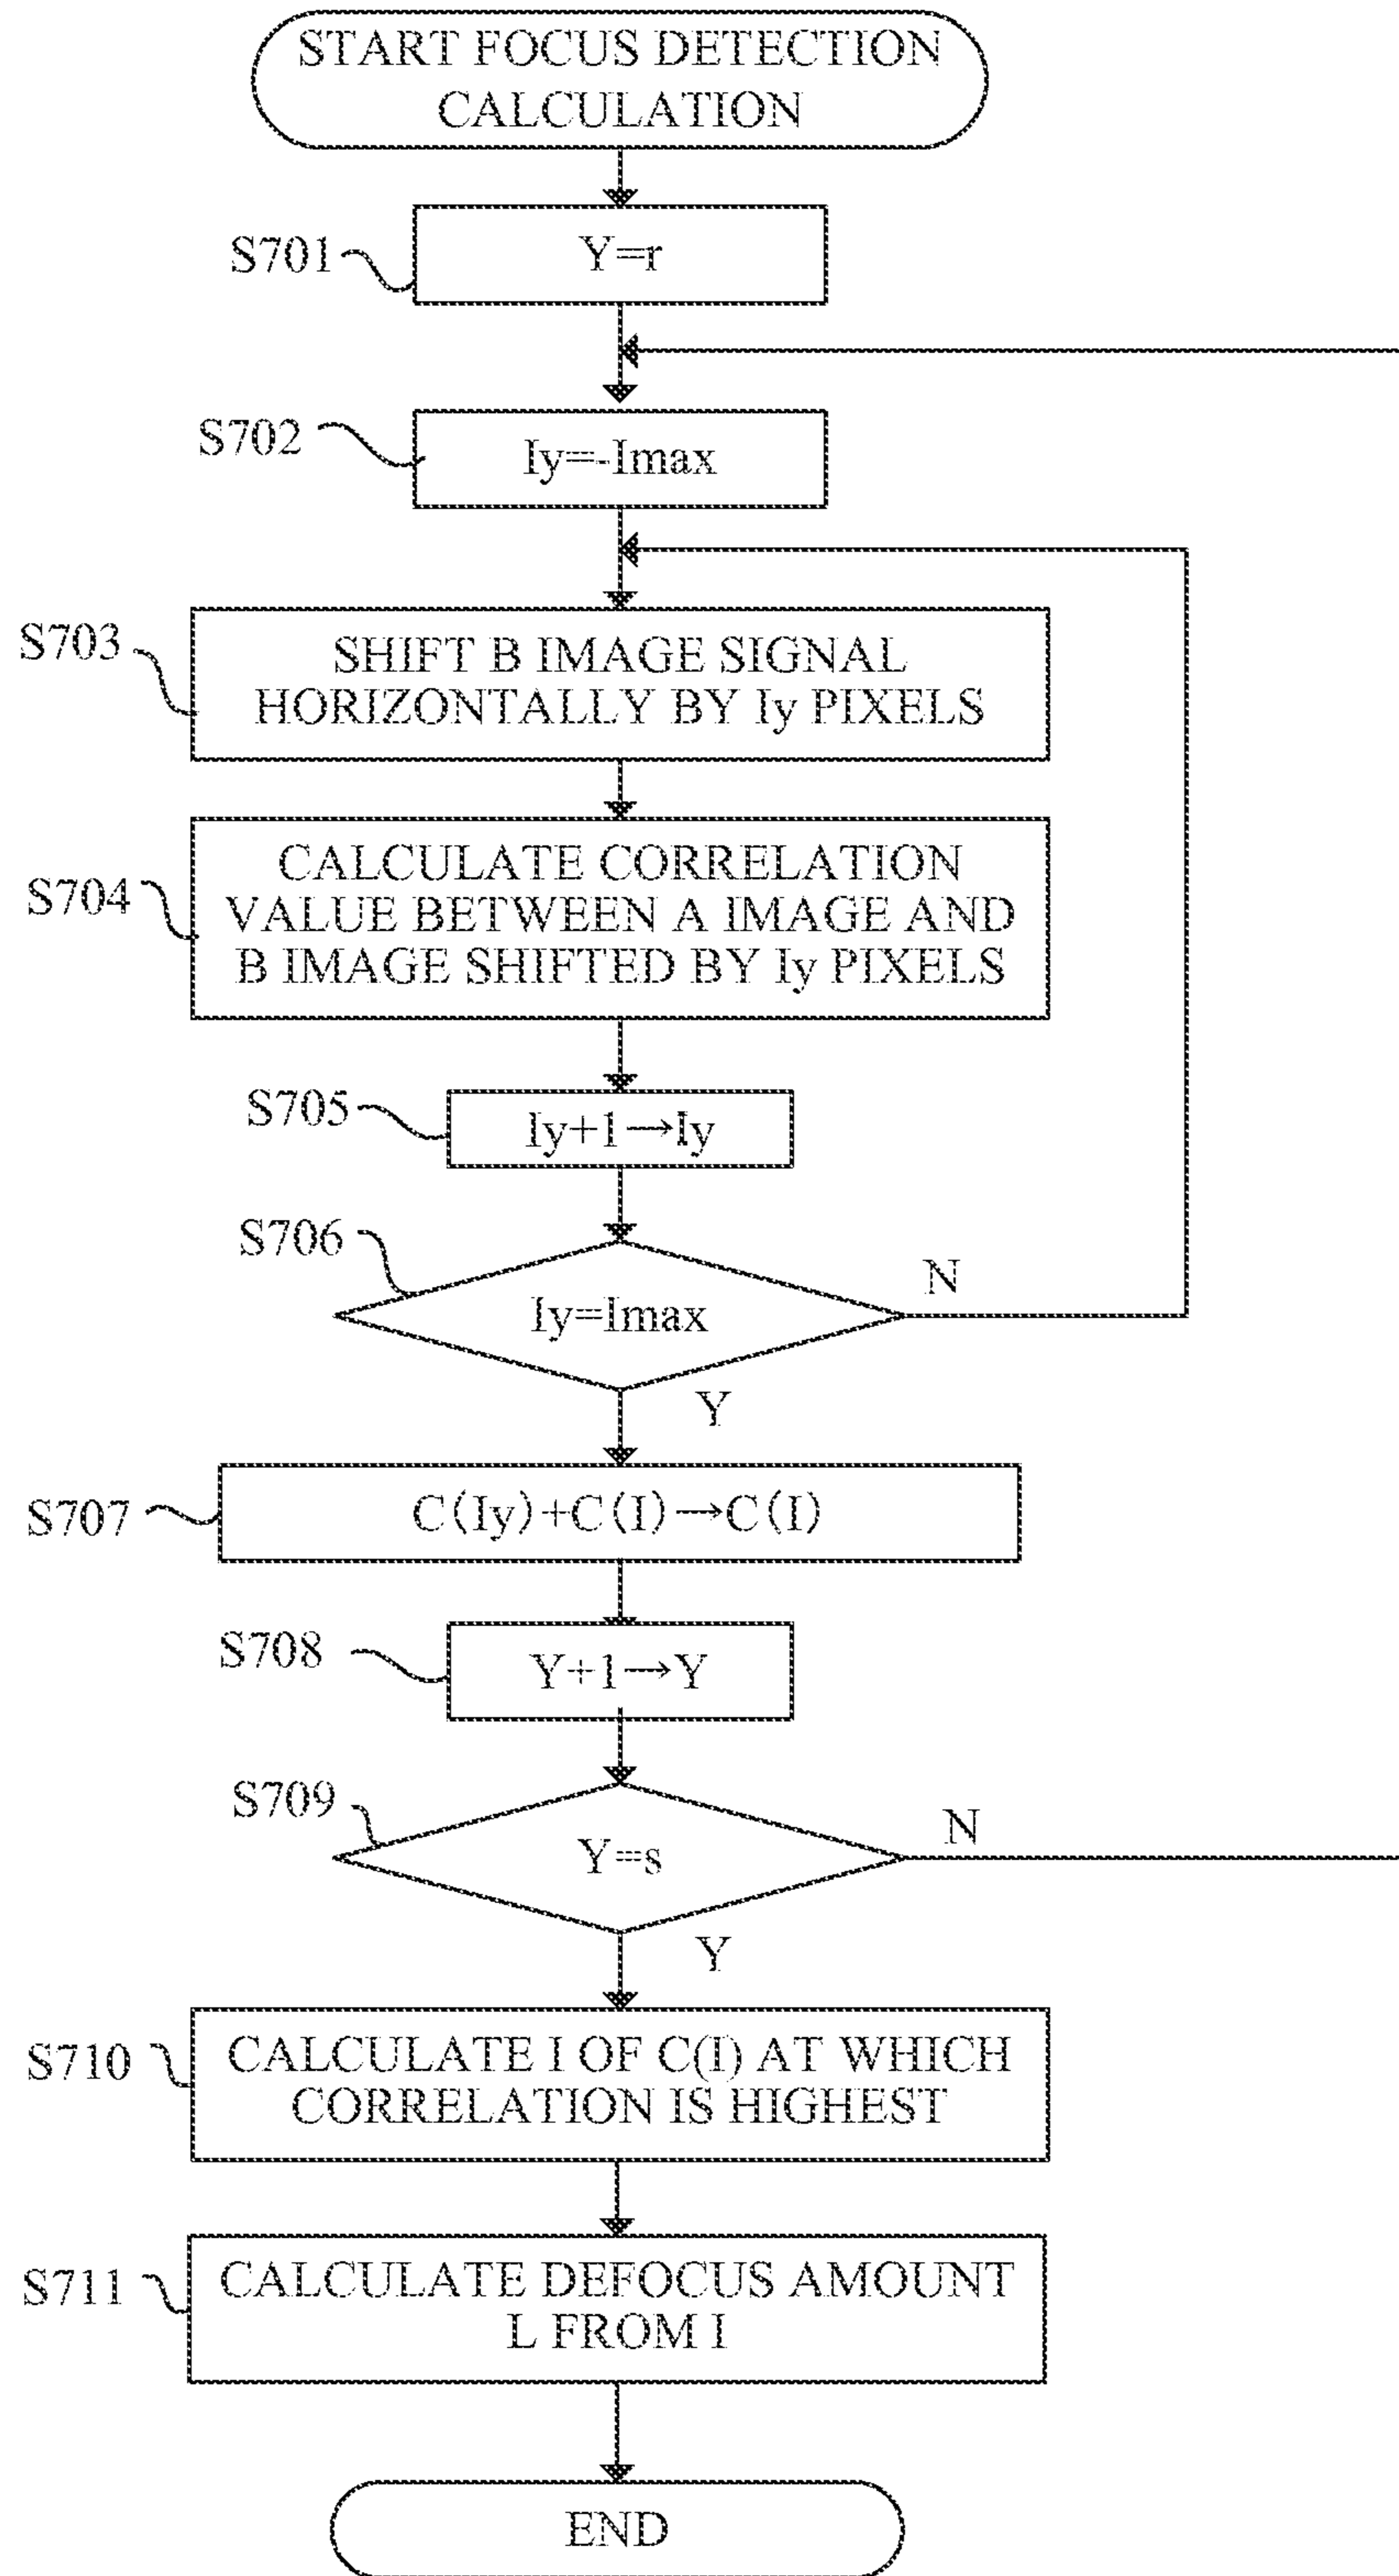 START FOCUS DETECTION
CALCULATION
S701
Y=r
S702
Iy=-Imax
S703
SHIFT B IMAGE SIGNAL
HORIZONTALLY BY Iy PIXELS
S704
CALCULATE CORRELATION
VALUE BETWEEN A IMAGE AND
B IMAGE SHIFTED BY Iy PIXELS
S705
Iy+1→Iy
S706
Iy=Imax
N
Y
S707
C(Iy)+C(I)→C(I)
S708
Y+1→Y
S709
Y=s
N
Y
S710
CALCULATE I OF C(I) AT WHICH
CORRELATION IS HIGHEST
S711
CALCULATE DEFOCUS AMOUNT
L FROM I
END